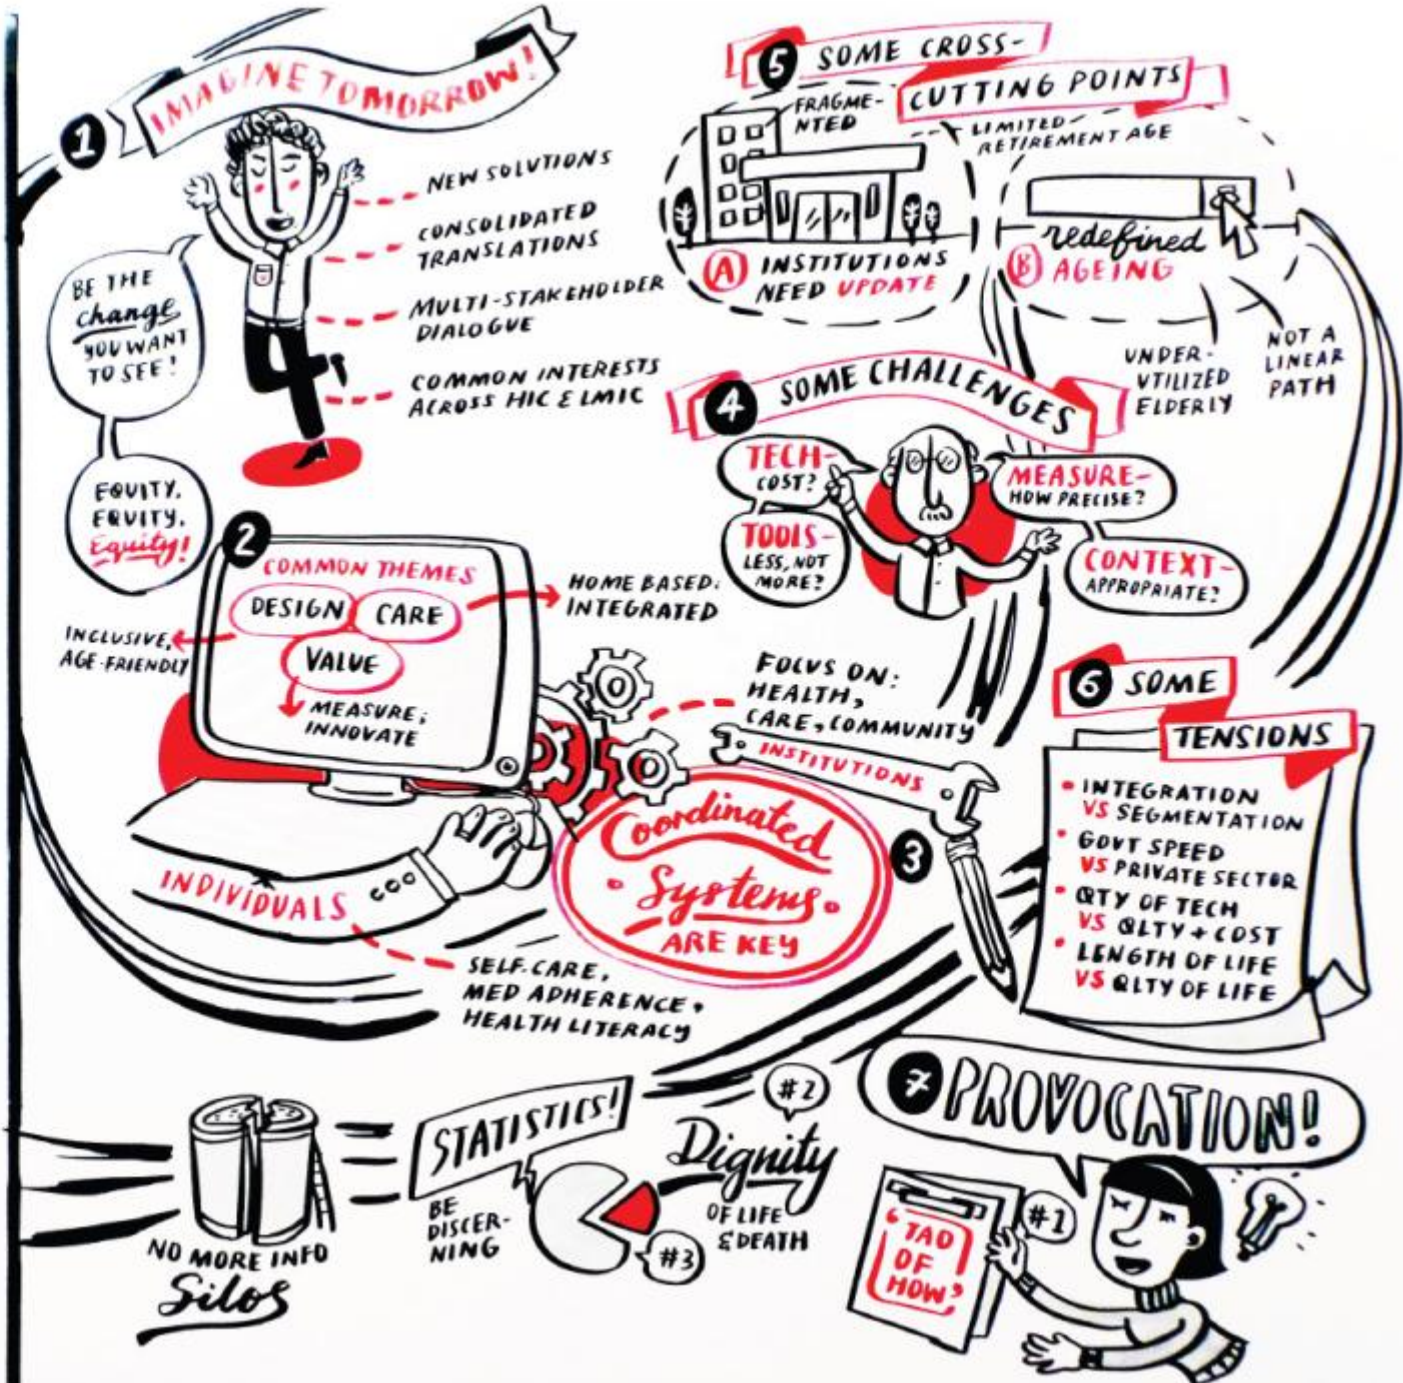 1
IMAGINE TOMORROW!
NEW SOLUTIONS
CONSOLIDATED
TRANSLATIONS
MULTI-STAKEHOLDER
DIALOGUE
COMMON INTERESTS
ACROSS HIC & LMIC
BE THE
change
YOU WANT
TO SEE!
EQUITY,
EQUITY,
Equity!
2
COMMON THEMES
DESIGN
CARE
VALUE
HOME BASED;
INTEGRATED
INCLUSIVE,
AGE-FRIENDLY
MEASURE;
INNOVATE
INDIVIDUALS
SELF-CARE,
MED ADHERENCE,
HEALTH LITERACY
FOCUS ON:
HEALTH,
CARE, COMMUNITY
INSTITUTIONS
3
Coordinated
Systems
ARE KEY
4
SOME CHALLENGES
TECH-
COST?
TOOLS-
LESS, NOT
MORE?
MEASURE-
HOW PRECISE?
CONTEXT-
APPROPRIATE?
5
SOME CROSS-
CUTTING POINTS
FRAGME-
NTED
A INSTITUTIONS
NEED UPDATE
LIMITED
RETIREMENT AGE
redefined
B AGEING
UNDER-
UTILIZED
ELDERLY
NOT A
LINEAR
PATH
6
SOME
TENSIONS
• INTEGRATION
VS SEGMENTATION
• GOVT SPEED
VS PRIVATE SECTOR
• QTY OF TECH
VS QLTY + COST
• LENGTH OF LIFE
VS QLTY OF LIFE
7
PROVOCATION!
#1
"TAO
OF
HOW"
#2
Dignity
OF LIFE
& DEATH
#3
STATISTICS!
BE
DISCER-
NING
NO MORE INFO
Silos